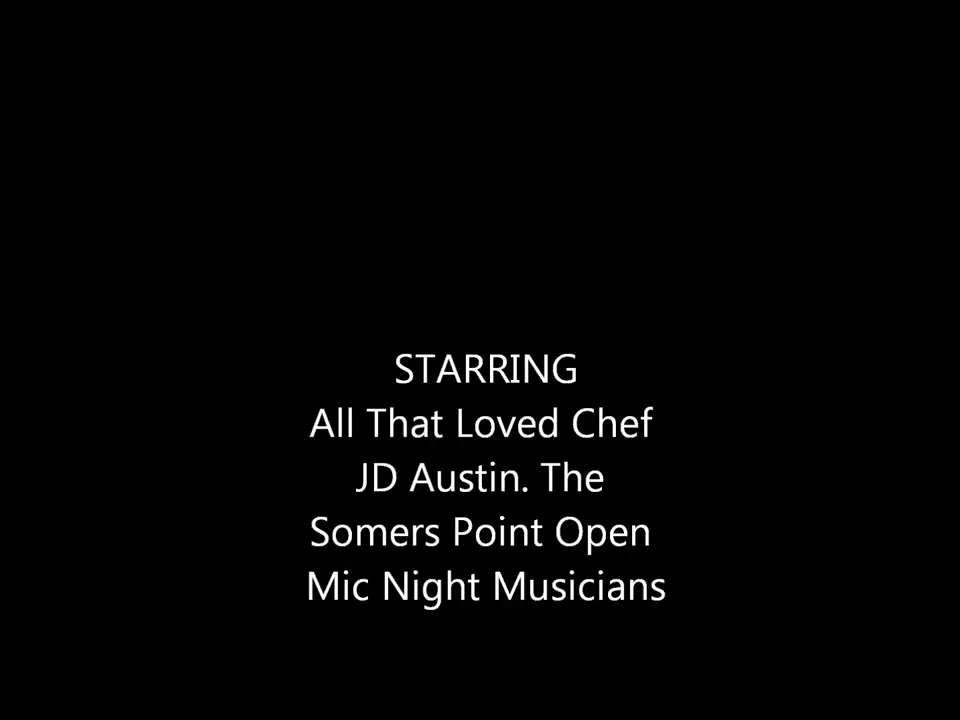 STARRING
All That Loved Chef
JD Austin. The
Somers Point Open
Mic Night Musicians